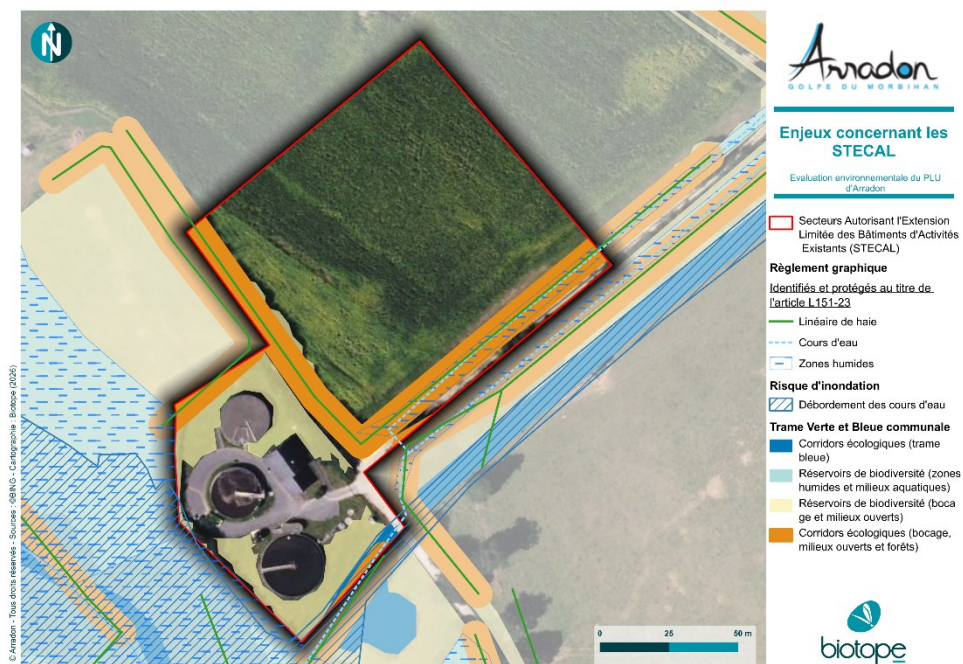 N
Arradon
GOLFE DU MORBIHAN
Enjeux concernant les
STECAL
Evaluation environnementale du PLU
d'Arradon
Secteurs Autorisant l'Extension
Limitée des Bâtiments d'Activités
Existants (STECAL)
Règlement graphique
Identifiés et protégés au titre de
l'article L151-23
Linéaire de haie
Cours d'eau
Zones humides
Risque d'inondation
Débordement des cours d'eau
Trame Verte et Bleue communale
Corridors écologiques (trame
bleue)
Réservoirs de biodiversité (zones
humides et milieux aquatiques)
Réservoirs de biodiversité (boca
ge et milieux ouverts)
Corridors écologiques (bocage,
milieux ouverts et forêts)
biotope
0 25 50 m
© Arradon - Tous droits réservés - Sources : ©BING - Cartographie : Biotope (2026)